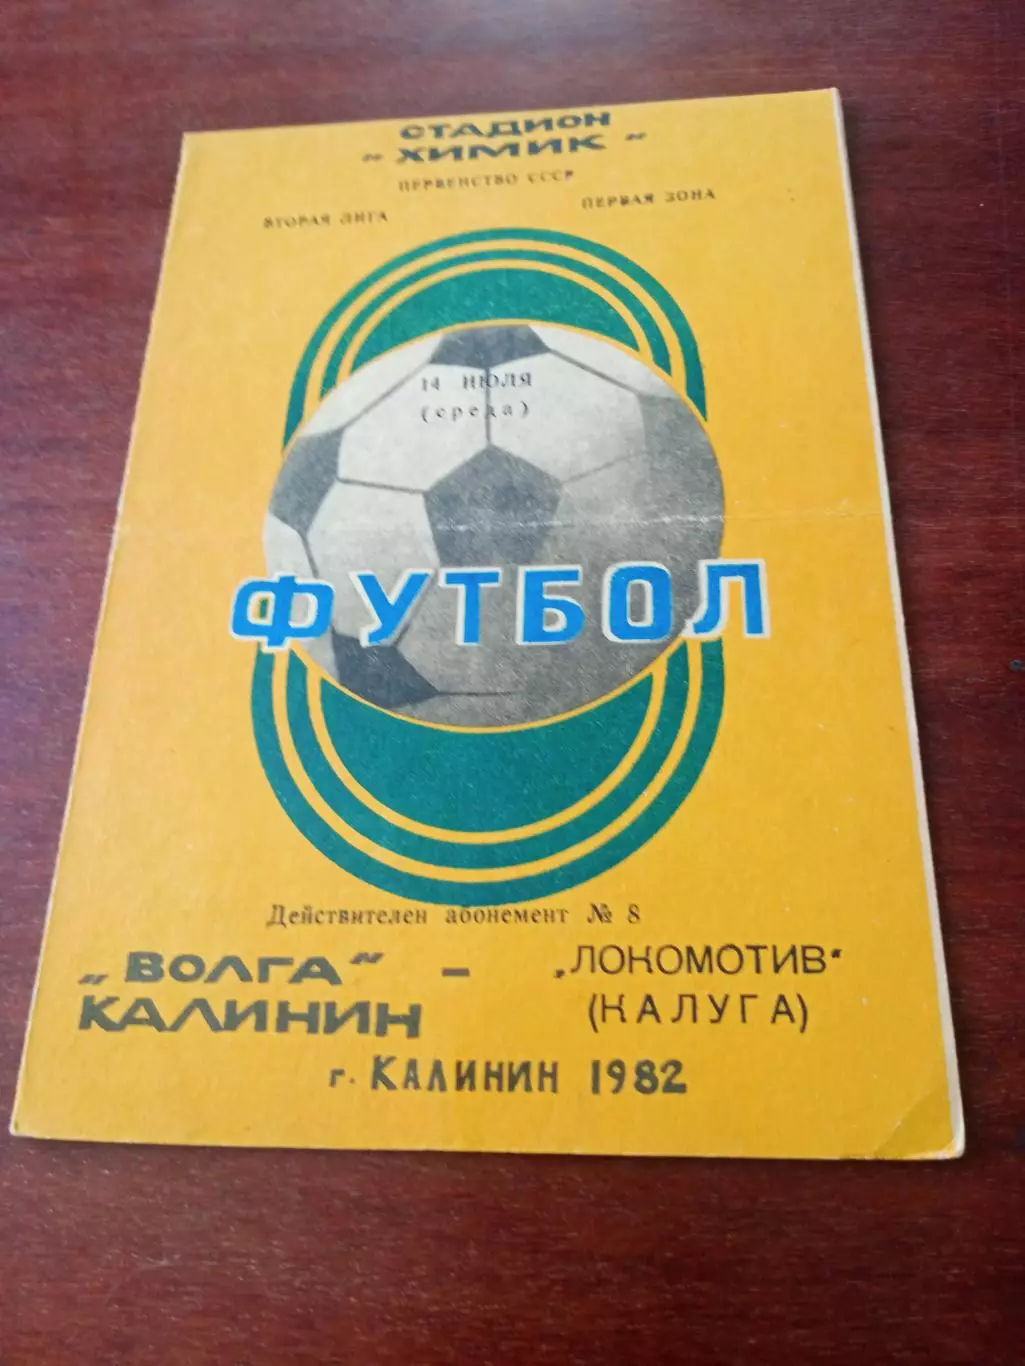 СТАДИОН
„ ХИМИК "
ПЕРВЕНСТВО СССР
ВТОРАЯ ЛИГА ПЕРВАЯ ЗОНА
14 ИЮЛЯ
(среда)
ФУТБОЛ
Действителен абонемент № 8
„ВОЛГА" – „ЛОКОМОТИВ"
КАЛИНИН (КАЛУГА)
г. КАЛИНИН 1982